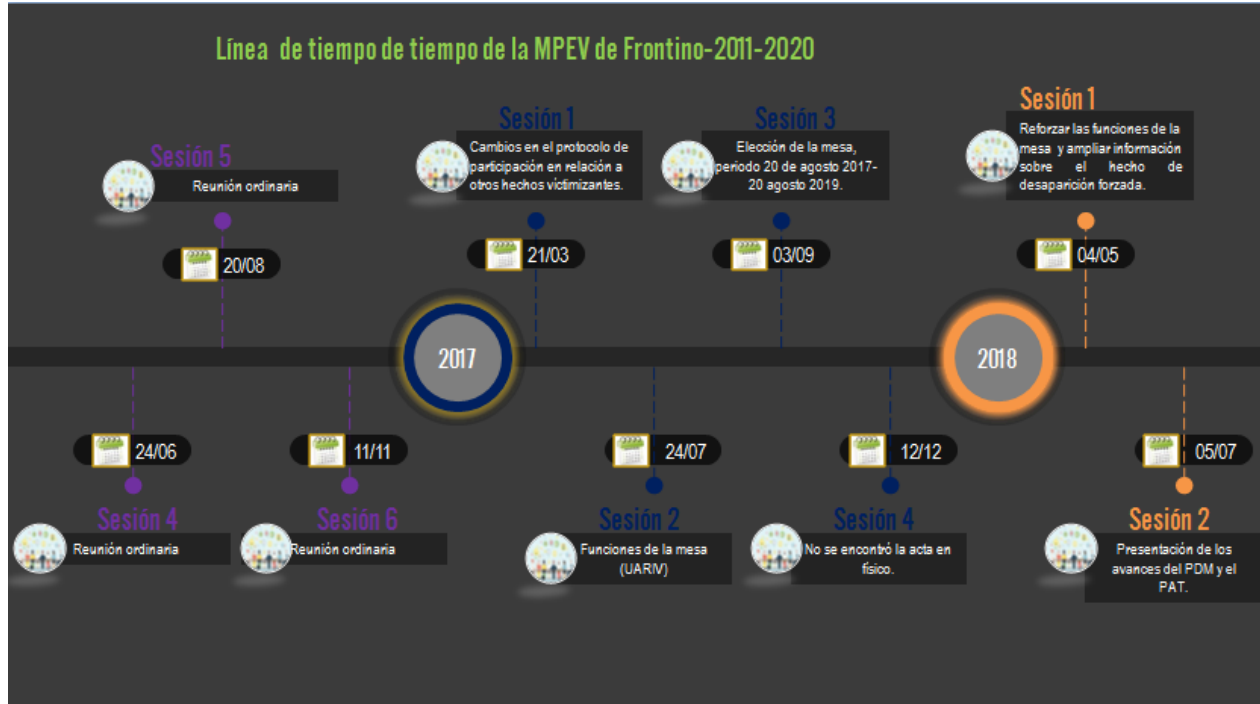 Línea de tiempo de tiempo de la MPEV de Frontino-2011-2020
Sesión 5
Reunión ordinaria
20/08
Sesión 1
Cambios en el protocolo de
participación en relación a
otros hechos victimizantes.
21/03
Sesión 3
Elección de la mesa,
periodo 20 de agosto 2017-
20 agosto 2019.
03/09
Sesión 1
Reforzar las funciones de la
mesa y ampliar información
sobre el hecho de
desaparición forzada.
04/05
2017
2018
24/06
Sesión 4
Reunión ordinaria
11/11
Sesión 6
Reunión ordinaria
24/07
Sesión 2
Funciones de la mesa
(UARIV)
12/12
Sesión 4
No se encontró la acta en
físico.
05/07
Sesión 2
Presentación de los
avances del PDM y el
PAT.